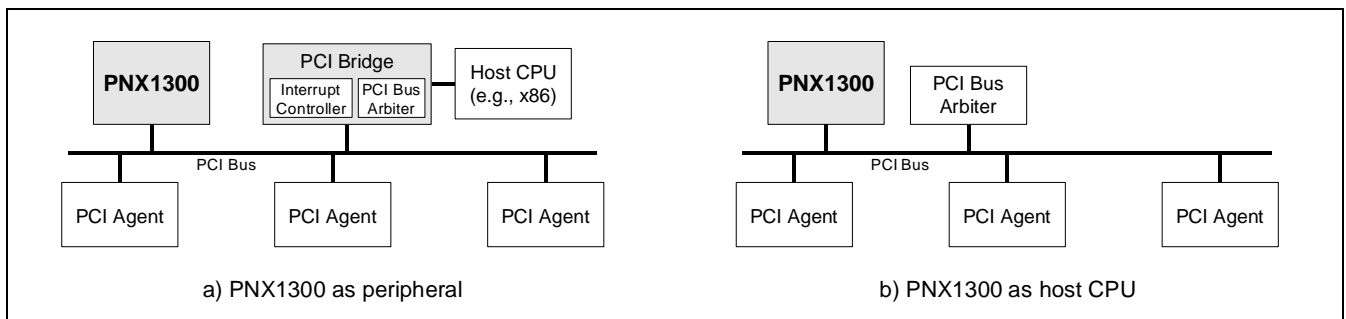 PNX1300
PCI Bridge
Interrupt
Controller
PCI Bus
Arbiter
Host CPU
(e.g., x86)
PCI Bus
PCI Agent
PCI Agent
PCI Agent
a) PNX1300 as peripheral
PNX1300
PCI Bus
Arbiter
PCI Bus
PCI Agent
PCI Agent
PCI Agent
b) PNX1300 as host CPU